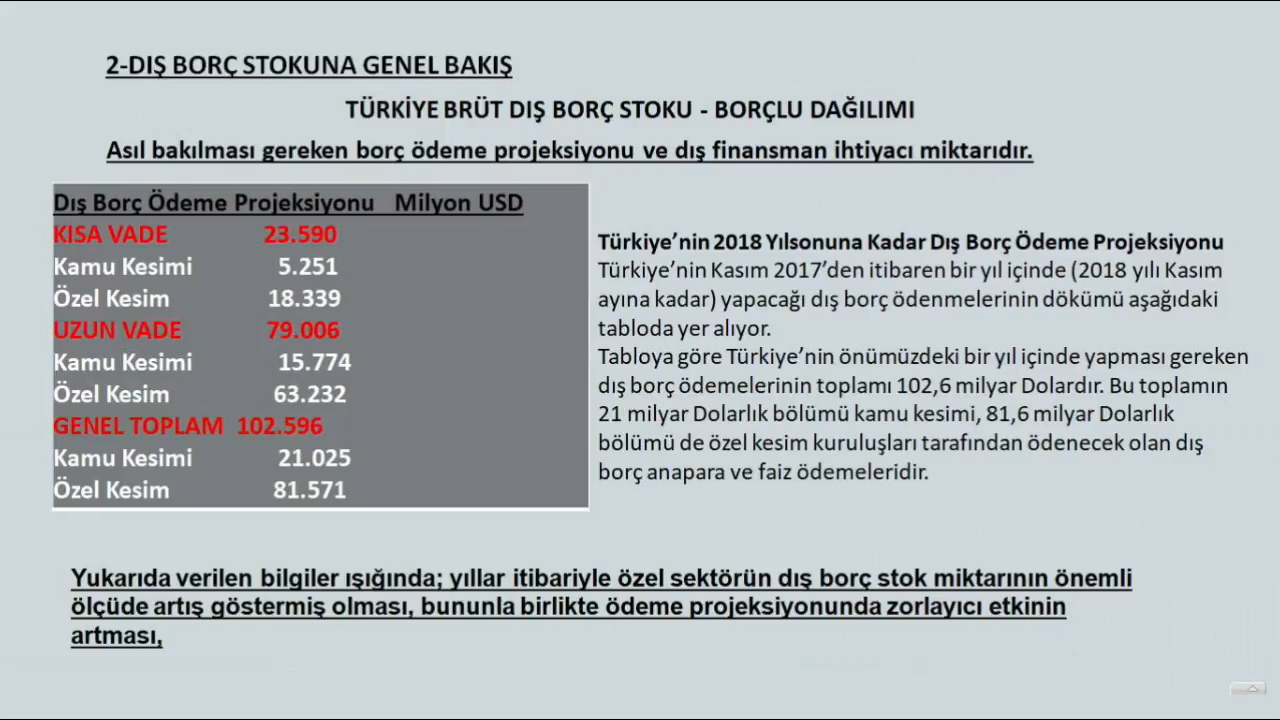 2-DIŞ BORÇ STOKUNA GENEL BAKIŞ
TÜRKİYE BRÜT DIŞ BORÇ STOKU - BORÇLU DAĞILIMI
Asıl bakılması gereken borç ödeme projeksiyonu ve dış finansman ihtiyacı miktarıdır.
Dış Borç Ödeme Projeksiyonu Milyon USD
KISA VADE 23.590
Kamu Kesimi 5.251
Özel Kesim 18.339
UZUN VADE 79.006
Kamu Kesimi 15.774
Özel Kesim 63.232
GENEL TOPLAM 102.596
Kamu Kesimi 21.025
Özel Kesim 81.571
Türkiye’nin 2018 Yılsonuna Kadar Dış Borç Ödeme Projeksiyonu
Türkiye’nin Kasım 2017’den itibaren bir yıl içinde (2018 yılı Kasım
ayına kadar) yapacağı dış borç ödenmelerinin dökümü aşağıdaki
tabloda yer alıyor.
Tabloya göre Türkiye’nin önümüzdeki bir yıl içinde yapması gereken
dış borç ödemelerinin toplamı 102,6 milyar Dolardır. Bu toplamın
21 milyar Dolarlık bölümü kamu kesimi, 81,6 milyar Dolarlık
bölümü de özel kesim kuruluşları tarafından ödenecek olan dış
borç anapara ve faiz ödemeleridir.
Yukarıda verilen bilgiler ışığında; yıllar itibariyle özel sektörün dış borç stok miktarının önemli
ölçüde artış göstermiş olması, bununla birlikte ödeme projeksiyonunda zorlayıcı etkinin
artması,